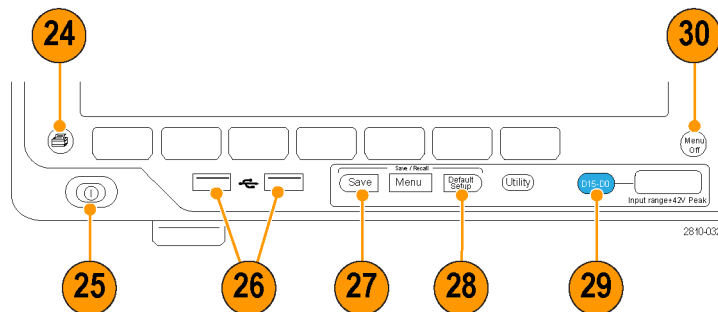 24
30
Menu
Off
Save / Recall
Save
Menu
Default
Setup
Utility
D15-D0
Input range+42V Peak
2810-032
25
26
27
28
29